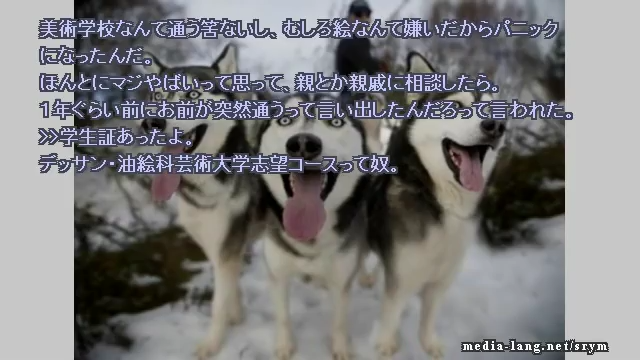 美術学校なんて通う筈ないし、むしろ絵なんて嫌いだからパニック
になったんだ。
ほんとにマジやばいって思って、親とか親戚に相談したら。
１年ぐらい前にお前が突然通うって言い出したんだろって言われた。
>>学生証あったよ。
デッサン・油絵科芸術大学志望コースって奴。
media-lang.net/srym